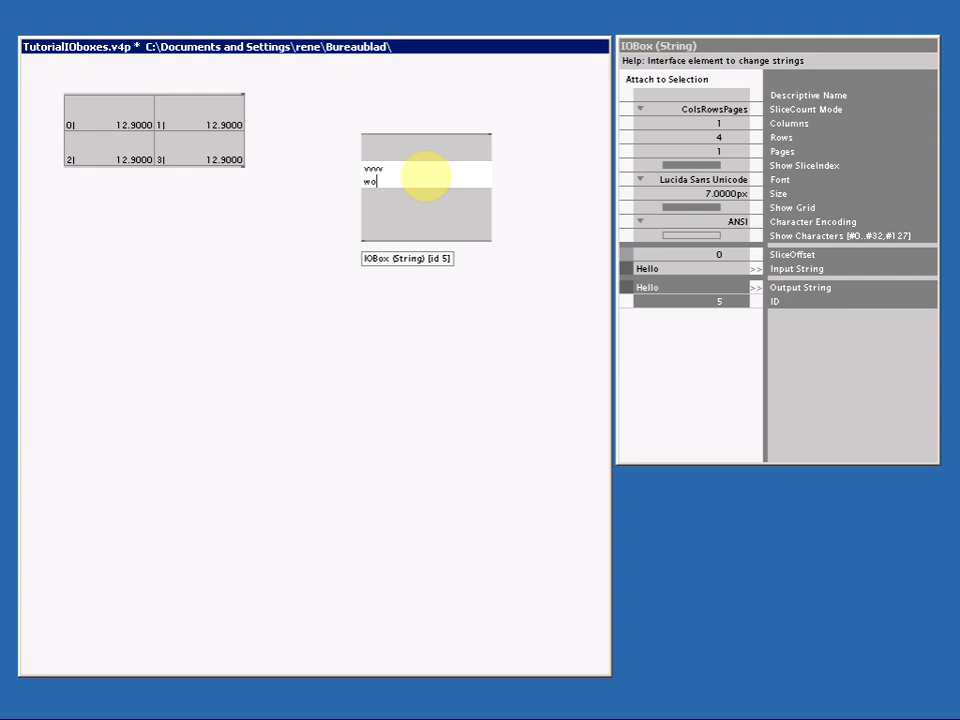 TutorialIOboxes.v4p * C:\Documents and Settings\rene\Bureaublad\
0| 12.9000 1| 12.9000
2| 12.9000 3| 12.9000
wo
IOBox (String) [id 5]
IOBox (String)
Help: Interface element to change strings
Attach to Selection
Descriptive Name
ColsRowsPages SliceCount Mode
1 Columns
4 Rows
1 Pages
Show SliceIndex
Lucida Sans Unicode Font
7.0000px Size
Show Grid
ANSI Character Encoding
Show Characters [#0..#32,#127]
0 SliceOffset
Hello >> Input String
Hello >> Output String
5 ID